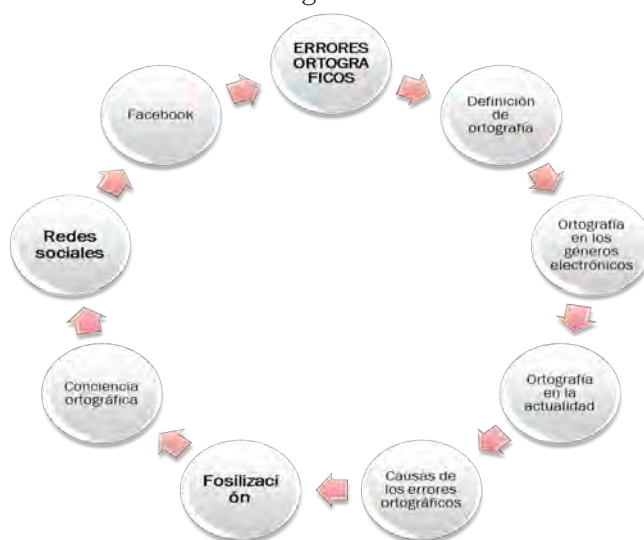 ERRORES
ORTOGRA
FICOS
Definición
de
ortografía
Ortografía
en los
géneros
electrónicos
Ortografía
en la
actualidad
Causas de
los errores
ortográficos
Fosilizaci
ón
Conciencia
ortográfica
Redes
sociales
Facebook